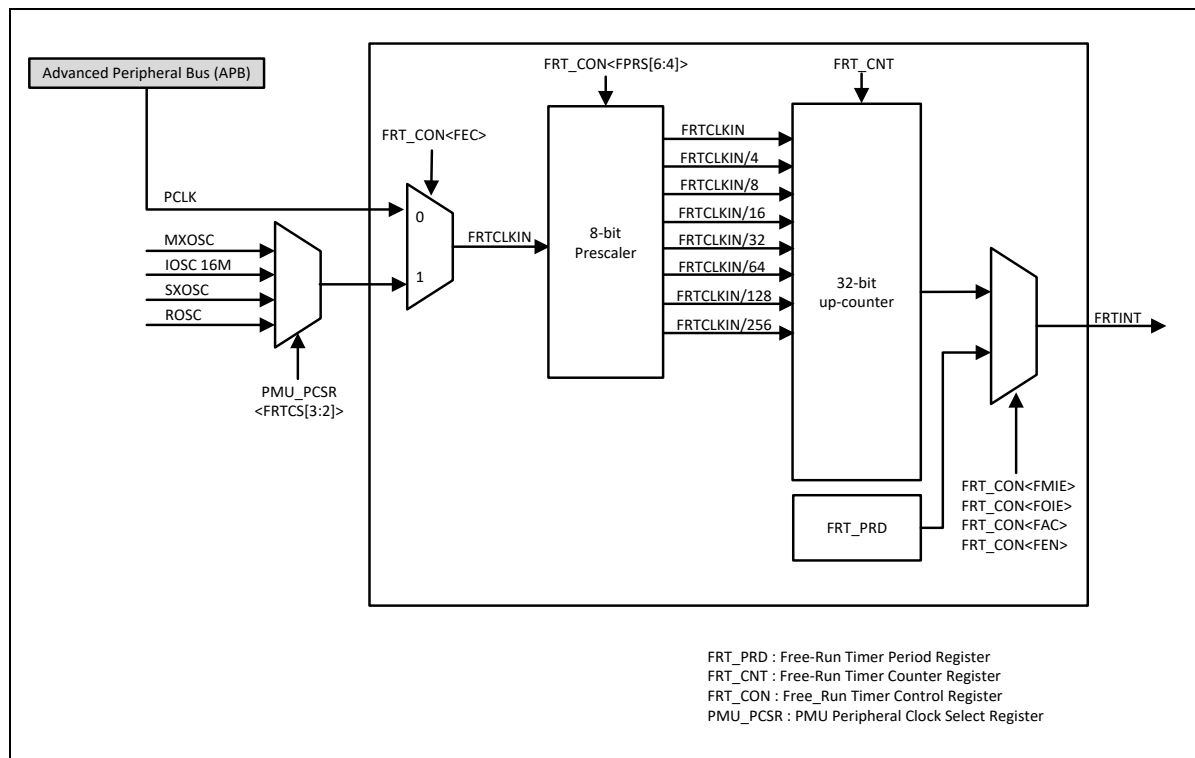 Advanced Peripheral Bus (APB)
FRT_CON<FPRS[6:4]>
FRT_CNT
FRT_CON<FEC>
PCLK
MXOSC
IOSC 16M
SXOSC
ROSC
0
1
FRTCLKIN
PMU_PCSR
<FRTCS[3:2]>
8-bit
Prescaler
FRTCLKIN
FRTCLKIN/4
FRTCLKIN/8
FRTCLKIN/16
FRTCLKIN/32
FRTCLKIN/64
FRTCLKIN/128
FRTCLKIN/256
32-bit
up-counter
FRT_PRD
FRTINT
FRT_CON<FMIE>
FRT_CON<FOIE>
FRT_CON<FAC>
FRT_CON<FEN>
FRT_PRD : Free-Run Timer Period Register
FRT_CNT : Free-Run Timer Counter Register
FRT_CON : Free_Run Timer Control Register
PMU_PCSR : PMU Peripheral Clock Select Register